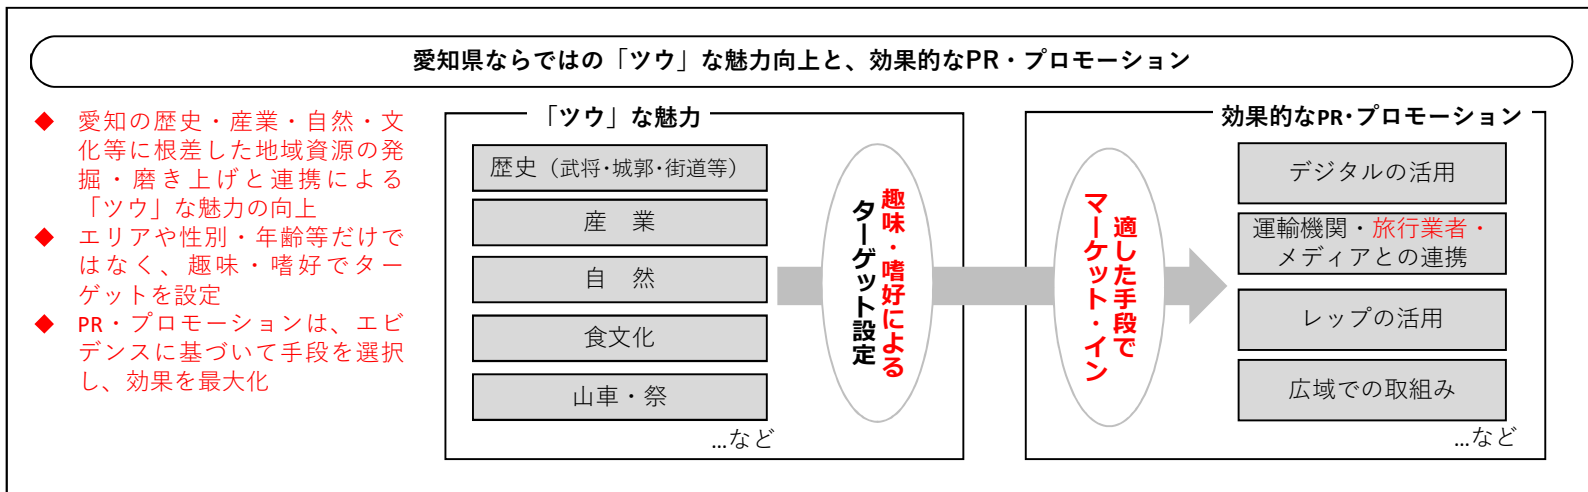 愛知県ならではの「ツウ」な魅力向上と、効果的なPR・プロモーション
◆ 愛知の歴史・産業・自然・文
化等に根差した地域資源の発
掘・磨き上げと連携による
「ツウ」な魅力の向上
◆ エリアや性別・年齢等だけで
はなく、趣味・嗜好でター
ゲットを設定
◆ PR・プロモーションは、エビ
デンスに基づいて手段を選択
し、効果を最大化
「ツウ」な魅力
歴史（武将・城郭・街道等）
産　業
自　然
食文化
山車・祭
…など
趣味・嗜好による
ターゲット設定
適した手段で
マーケット・イン
効果的なPR・プロモーション
デジタルの活用
運輸機関・旅行業者・
メディアとの連携
レップの活用
広域での取組み
…など